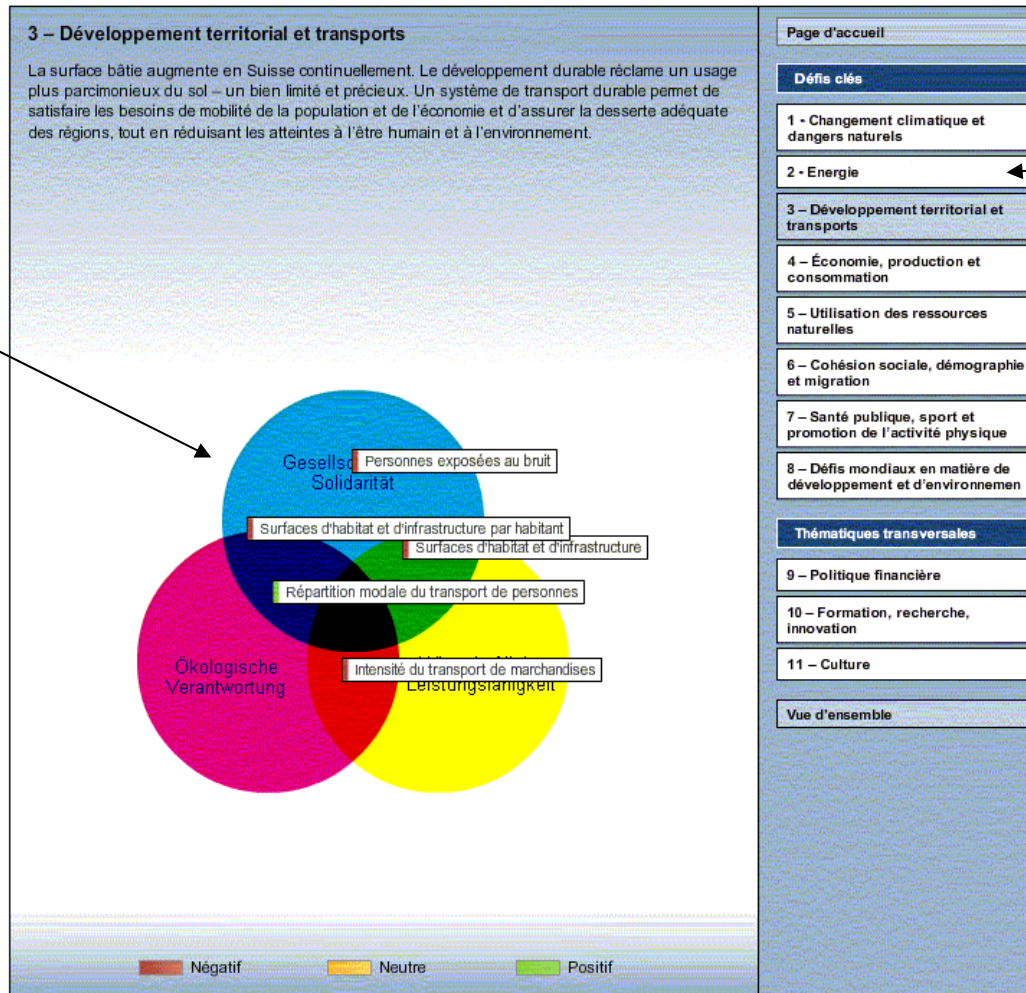 3 – Développement territorial et transports
La surface bâtie augmente en Suisse continuellement. Le développement durable réclame un usage
plus parcimonieux du sol – un bien limité et précieux. Un système de transport durable permet de
satisfaire les besoins de mobilité de la population et de l'économie et d'assurer la desserte adéquate
des régions, tout en réduisant les atteintes à l'être humain et à l'environnement.
Personnes exposées au bruit
Solidarität
Surfaces d'habitat et d'infrastructure par habitant
Surfaces d'habitat et d'infrastructure
Répartition modale du transport de personnes
Ökologische
Verantwortung
Intensité du transport de marchandises
Leistungsfähigkeit
Négatif
Neutre
Positif
Page d'accueil
Défis clés
1 - Changement climatique et
dangers naturels
2 - Energie
3 – Développement territorial et
transports
4 – Économie, production et
consommation
5 – Utilisation des ressources
naturelles
6 – Cohésion sociale, démographie
et migration
7 – Santé publique, sport et
promotion de l'activité physique
8 – Défis mondiaux en matière de
développement et d'environnemen
Thématiques transversales
9 – Politique financière
10 – Formation, recherche,
innovation
11 – Culture
Vue d'ensemble